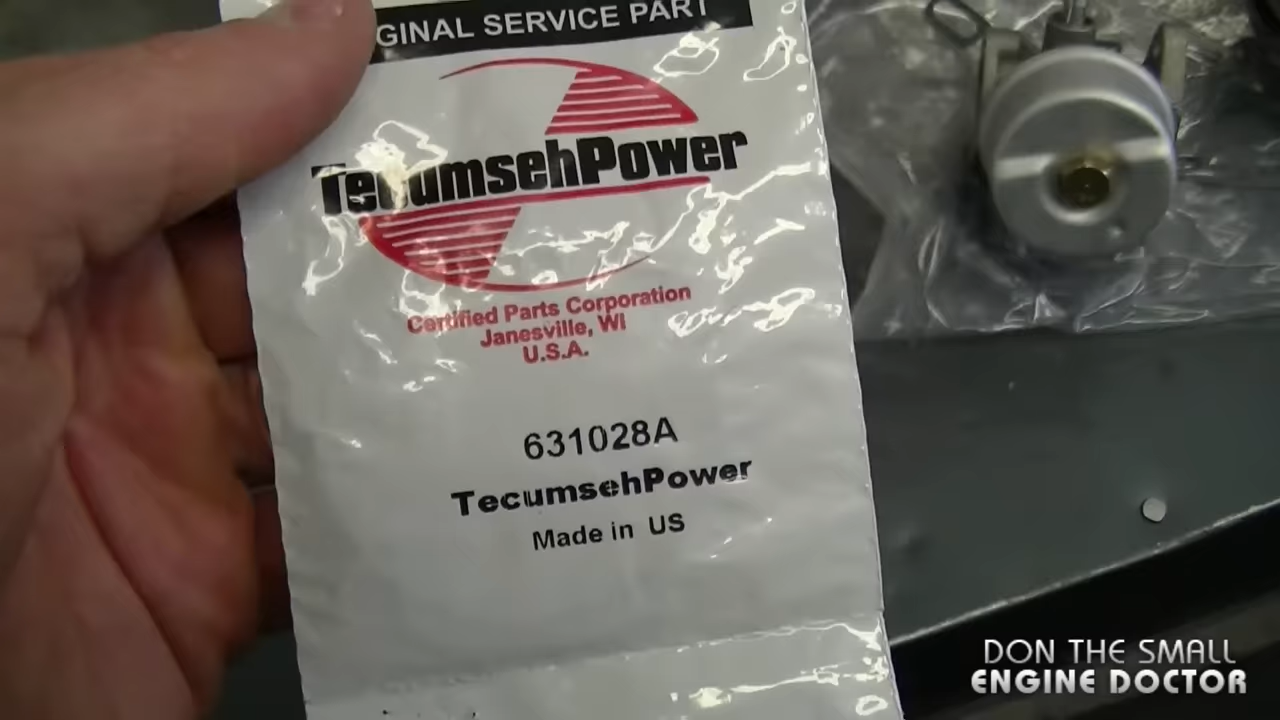 GINAL SERVICE PART
TecumsehPower
Certified Parts Corporation
Janesville, WI
U.S.A.
631028A
TecumsehPower
Made in US
DON THE SMALL
ENGINE DOCTOR